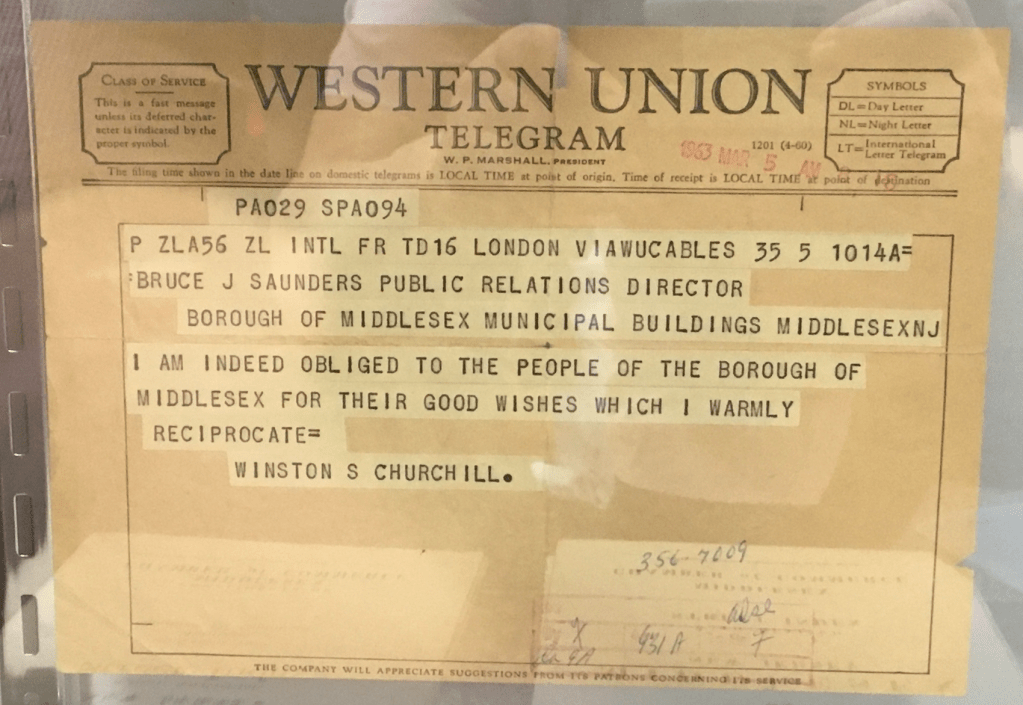 CLASS OF SERVICE
This is a fast message
unless its deferred char-
acter is indicated by the
proper symbol.
WESTERN UNION
TELEGRAM
W. P. MARSHALL, PRESIDENT
1201 (4-60)
1963 MAR 5 AM
SYMBOLS
DL=Day Letter
NL=Night Letter
LT=International
Letter Telegram
The filing time shown in the date line on domestic telegrams is LOCAL TIME at point of origin. Time of receipt is LOCAL TIME at point of destination
PA029 SPA094
P ZLA56 ZL INTL FR TD16 LONDON VIAWUCABLES 35 5 1014A=
:BRUCE J SAUNDERS PUBLIC RELATIONS DIRECTOR
BOROUGH OF MIDDLESEX MUNICIPAL BUILDINGS MIDDLESEXNJ
I AM INDEED OBLIGED TO THE PEOPLE OF THE BOROUGH OF
MIDDLESEX FOR THEIR GOOD WISHES WHICH I WARMLY
RECIPROCATE=
WINSTON S CHURCHILL.
356-7009
931A
THE COMPANY WILL APPRECIATE SUGGESTIONS FROM ITS PATRONS CONCERNING ITS SERVICE